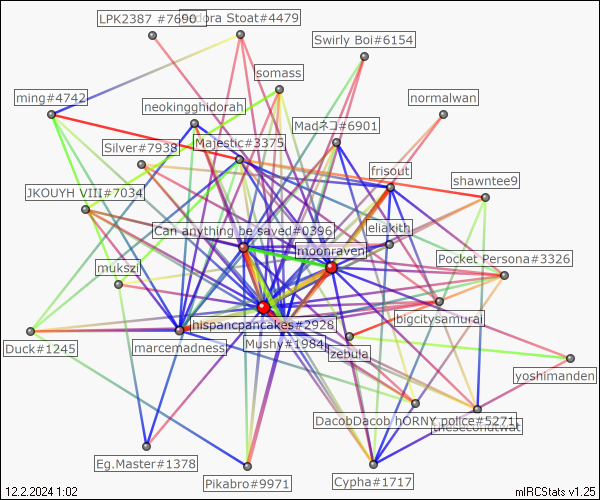 LPK2387 #7690
dora Stoat#4479
Swirly Boi#6154
somass
ming#4742
neokingghidorah
normalwan
Madネコ#6901
Silver#7938
Majestic#3375
frisout
shawntee9
JKOUYH VIII#7034
Can anything be saved#0396
eliakith
moonraven
Pocket Persona#3326
mukszil
bigcitysamurai
hispancpancakes#2928
Duck#1245
marcemadness
Mushy#1984
zebula
yoshimanden
DacobDacob hORNY police#5271
thesecondtwat
Eg.Master#1378
Pikabro#9971
Cypha#1717
12.2.2024 1:02
mIRCStats v1.25